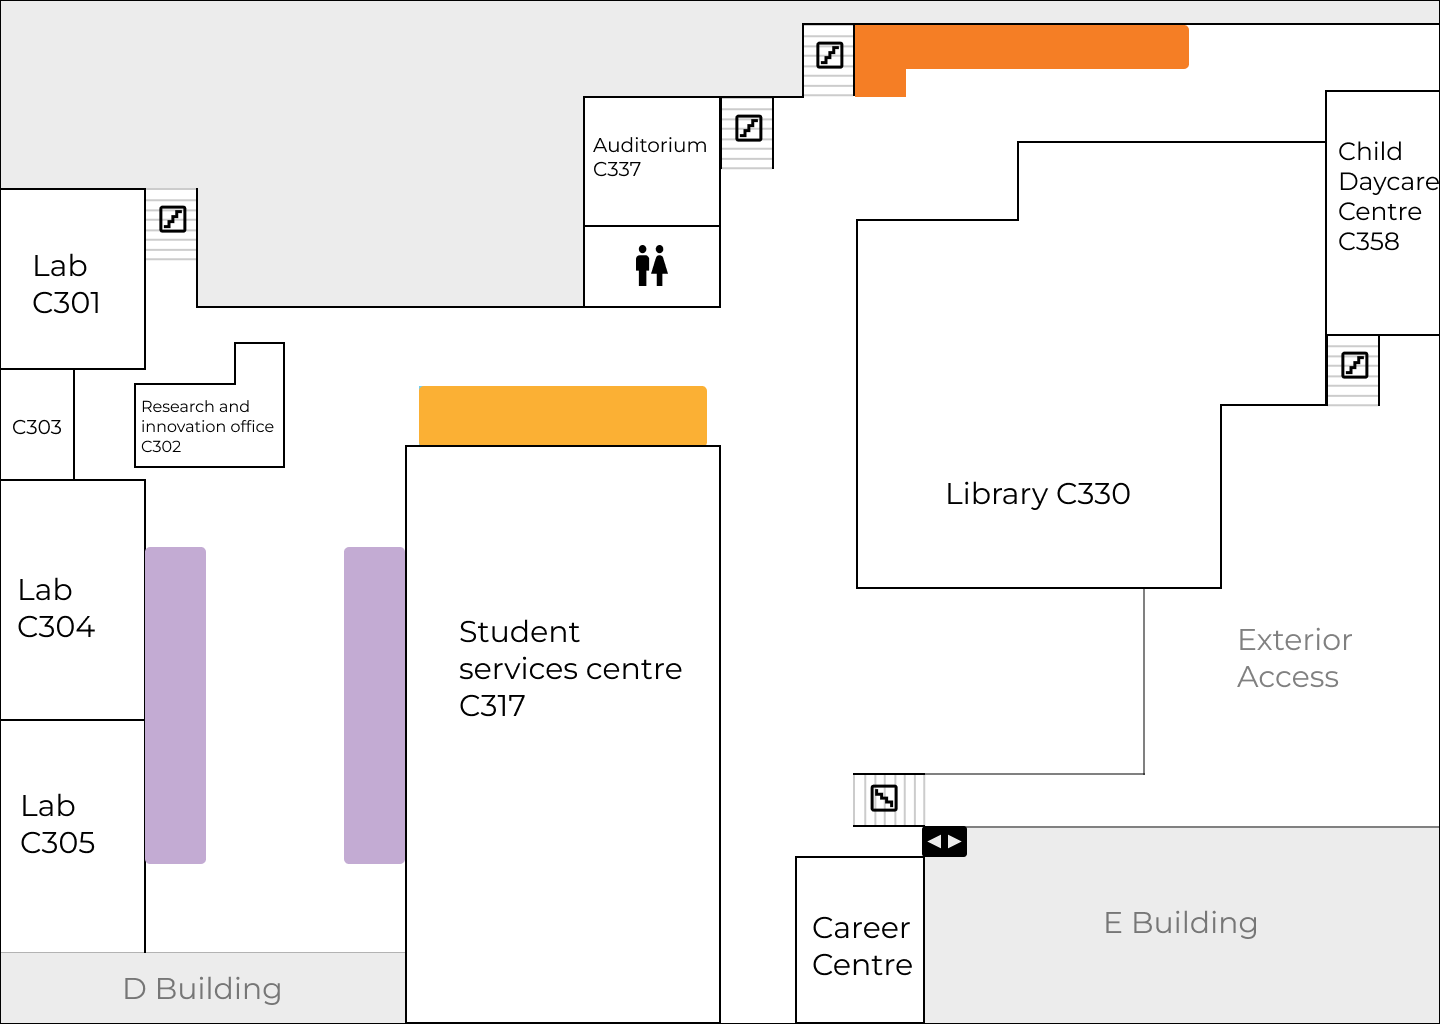 Auditorium
C337
Child
Daycare
Centre
C358
Lab
C301
Research and
innovation office
C302
C303
Library C330
Lab
C304
Student
services centre
C317
Exterior
Access
Lab
C305
Career
Centre
E Building
D Building